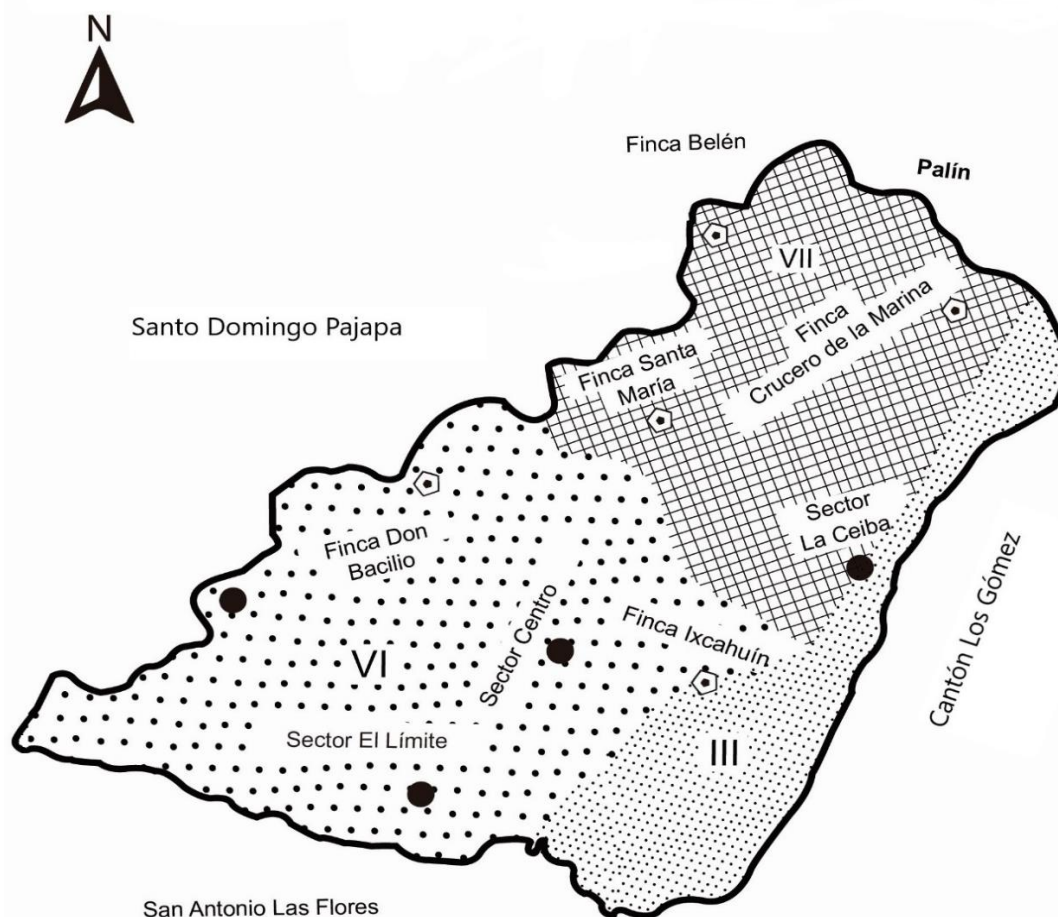 N
Finca Belén
Palín
VII
Santo Domingo Pajapa
Finca
Crucero de la Marina
Finca Santa
María
Sector
La Ceiba
Finca Don
Bacilio
Cantón Los Gómez
Sector Centro
Finca Ixcahuín
VI
Sector El Límite
III
San Antonio Las Flores